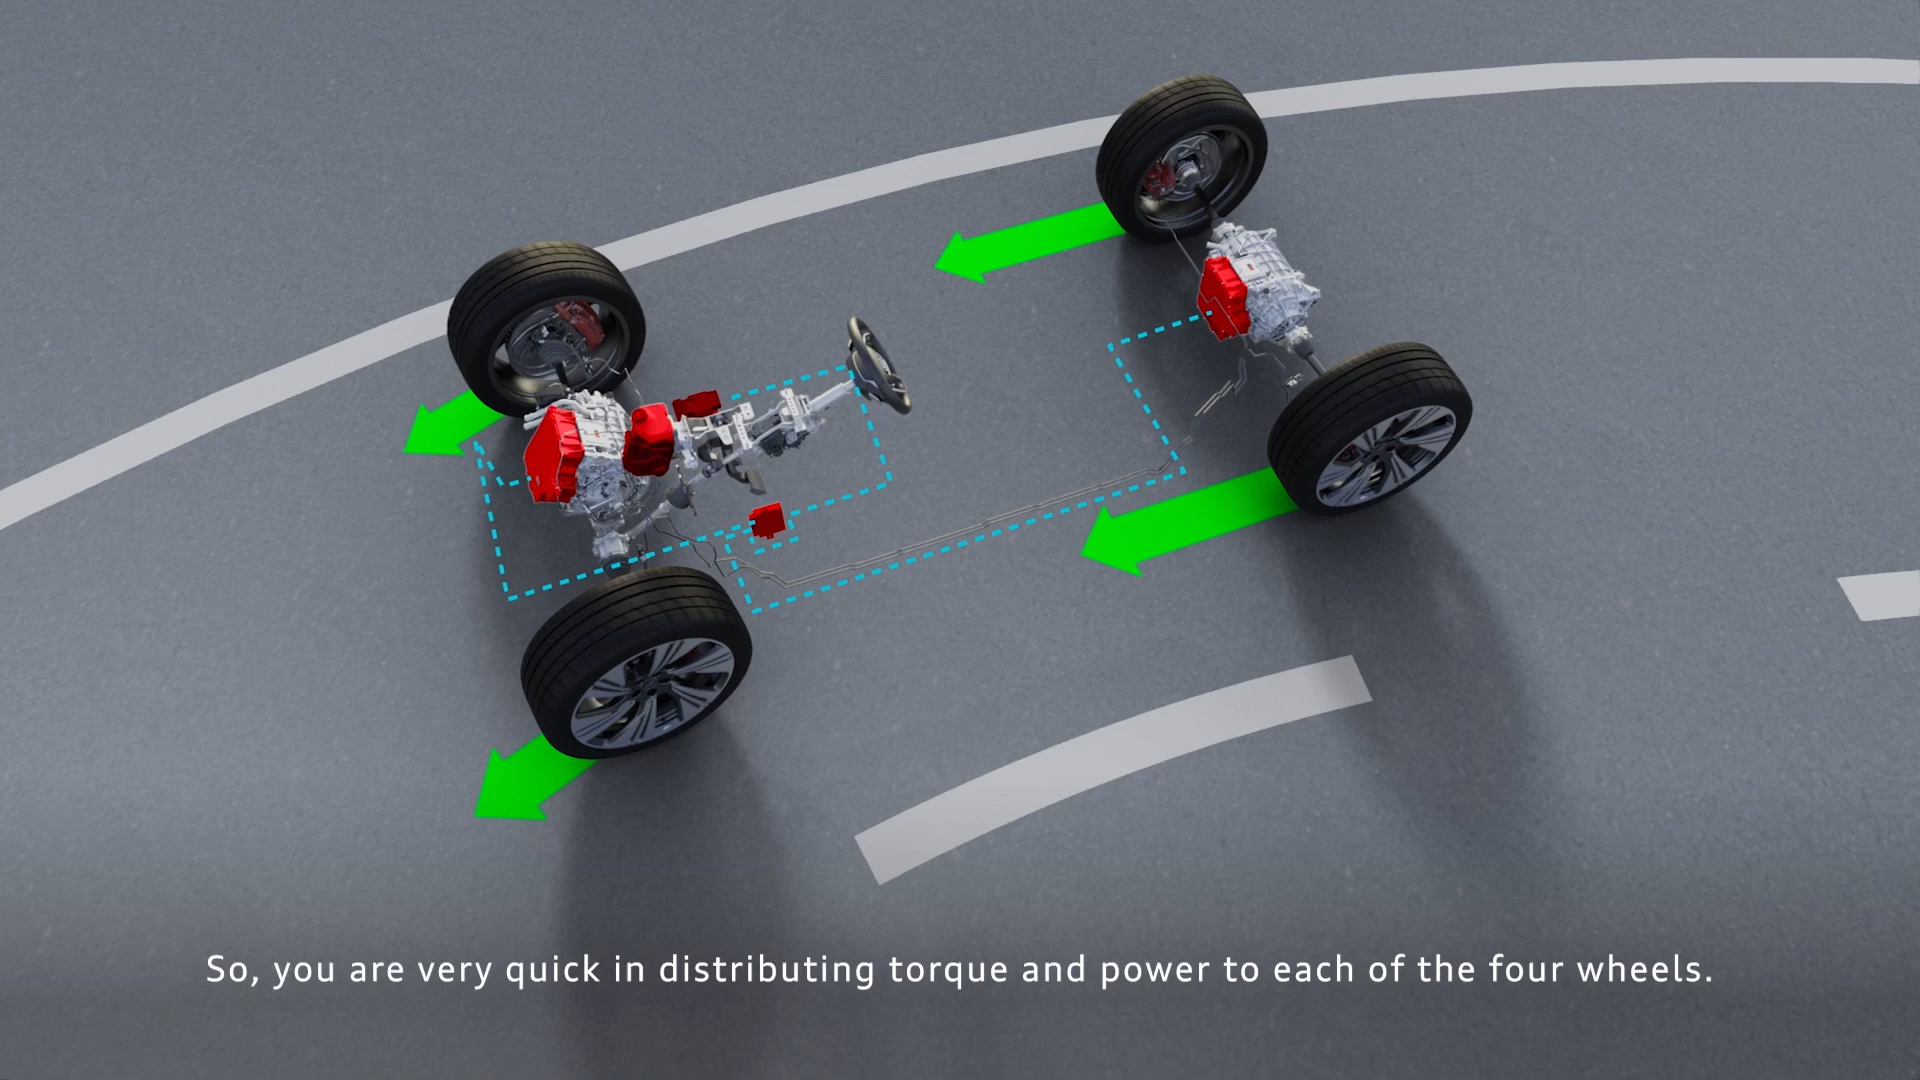 So, you are very quick in distributing torque and power to each of the four wheels.